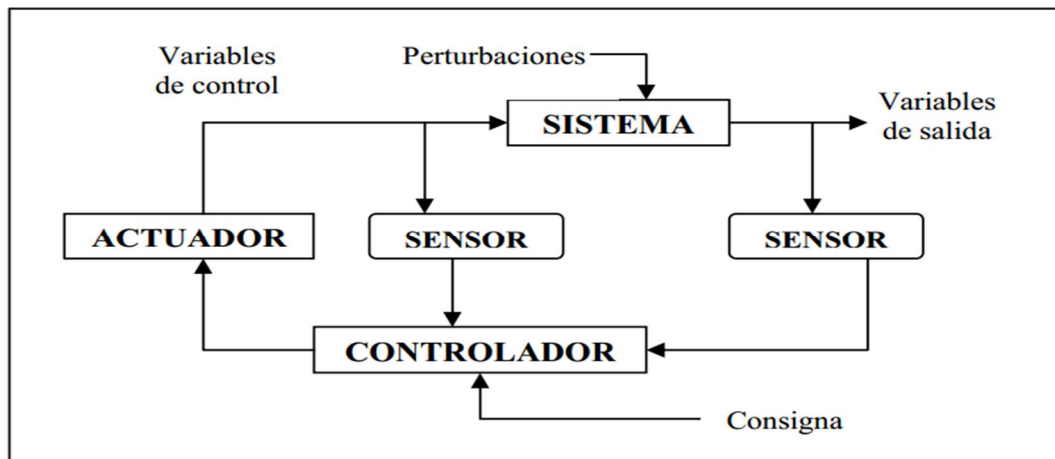 Variables
de control
Perturbaciones
SISTEMA
Variables
de salida
ACTUADOR
SENSOR
SENSOR
CONTROLADOR
Consigna